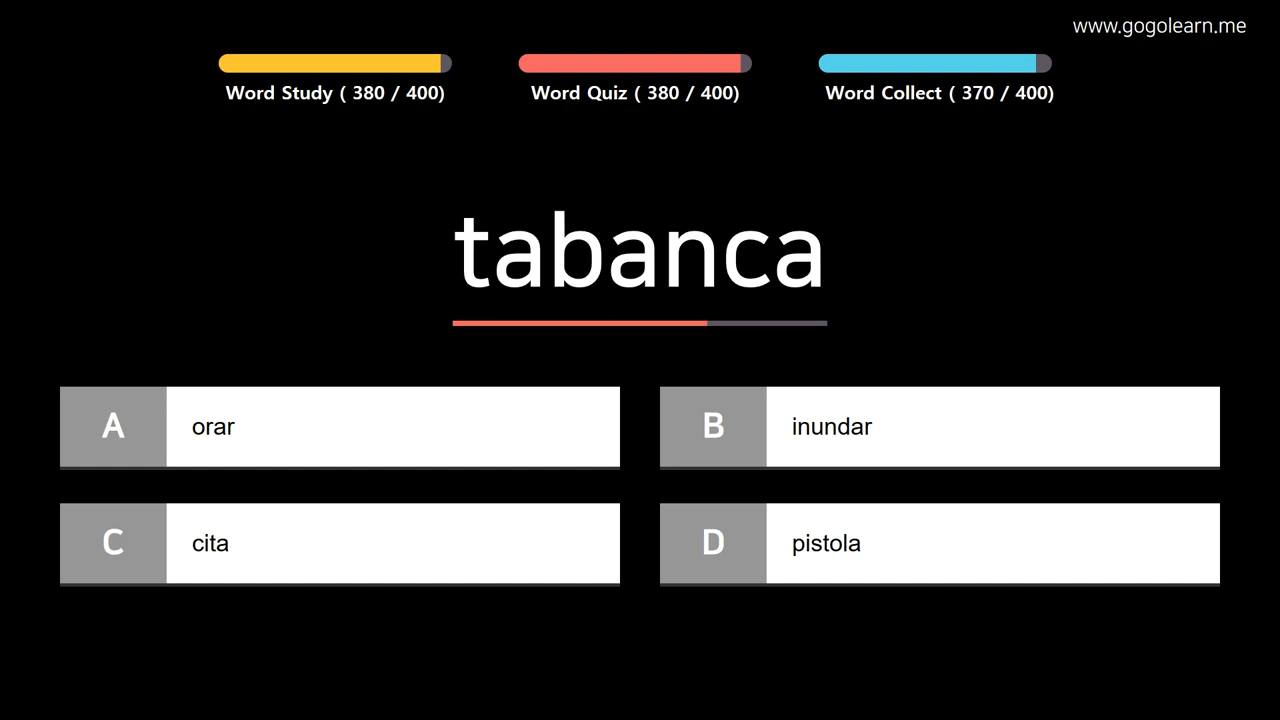 www.gogolearn.me
Word Study ( 380 / 400)
Word Quiz ( 380 / 400)
Word Collect ( 370 / 400)
tabanca
A orar
B inundar
C cita
D pistola